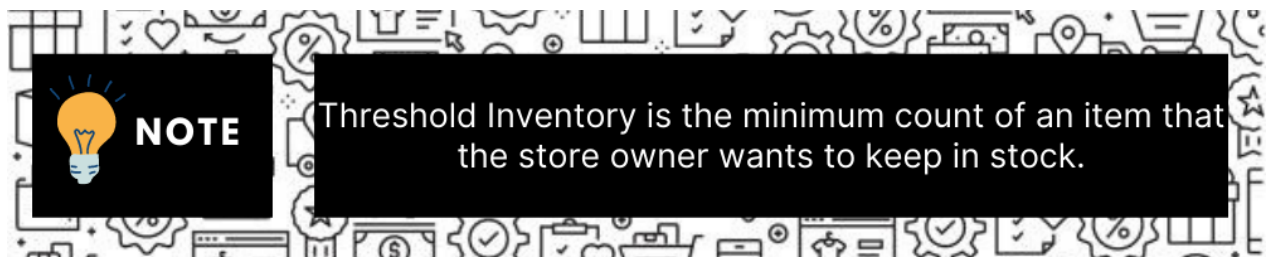 NOTE
Threshold Inventory is the minimum count of an item that
the store owner wants to keep in stock.